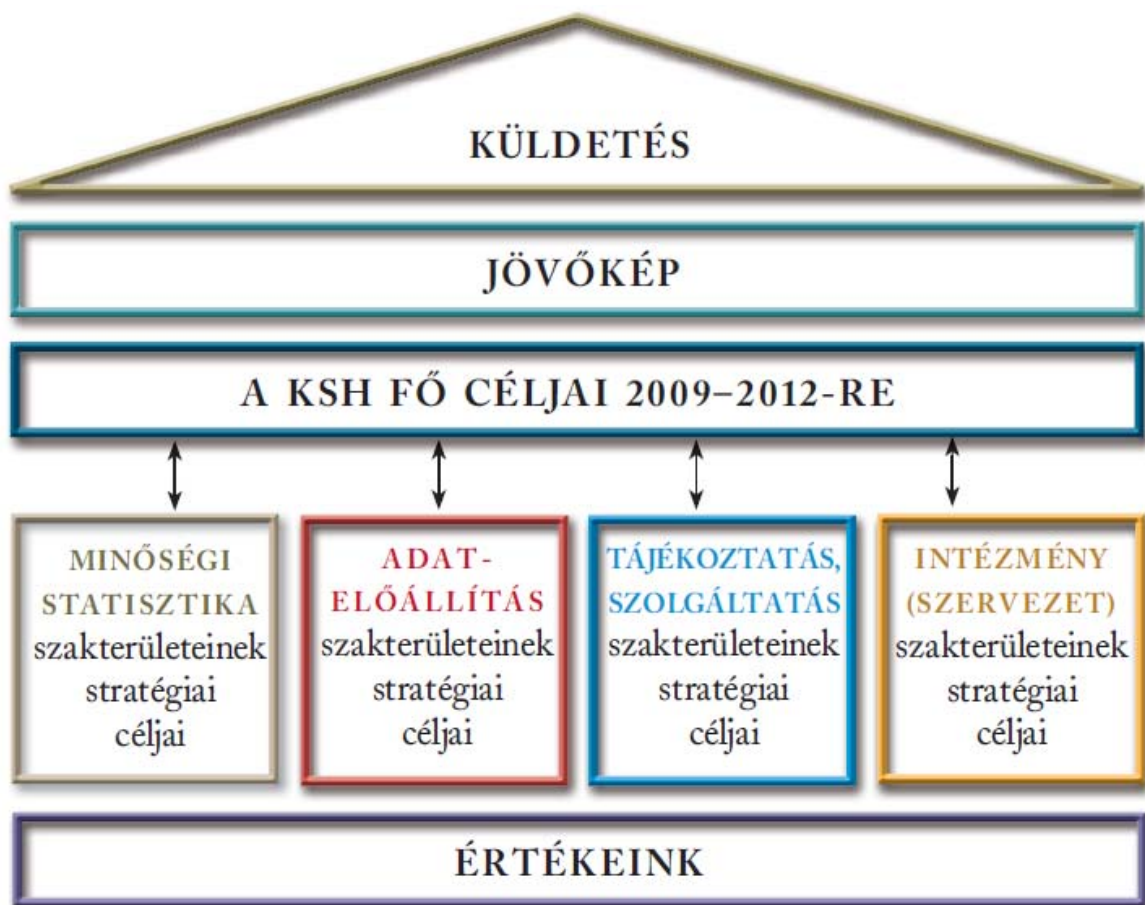 KÜLDETÉS
JÖVŐKÉP
A KSH FŐ CÉLJAI 2009–2012-RE
MINŐSÉGI
STATISZTIKA
szakterületeinek
stratégiai
céljai
ADAT-
ELŐÁLLÍTÁS
szakterületeinek
stratégiai
céljai
TÁJÉKOZTATÁS,
SZOLGÁLTATÁS
szakterületeinek
stratégiai
céljai
INTÉZMÉNY
(SZERVEZET)
szakterületeinek
stratégiai
céljai
ÉRTÉKEINK